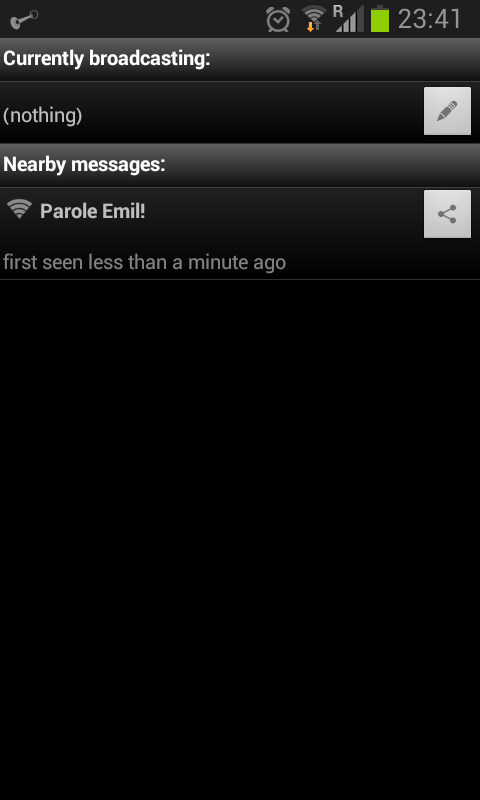 R 23:41
Currently broadcasting:
(nothing)
Nearby messages:
Parole Emil!
first seen less than a minute ago